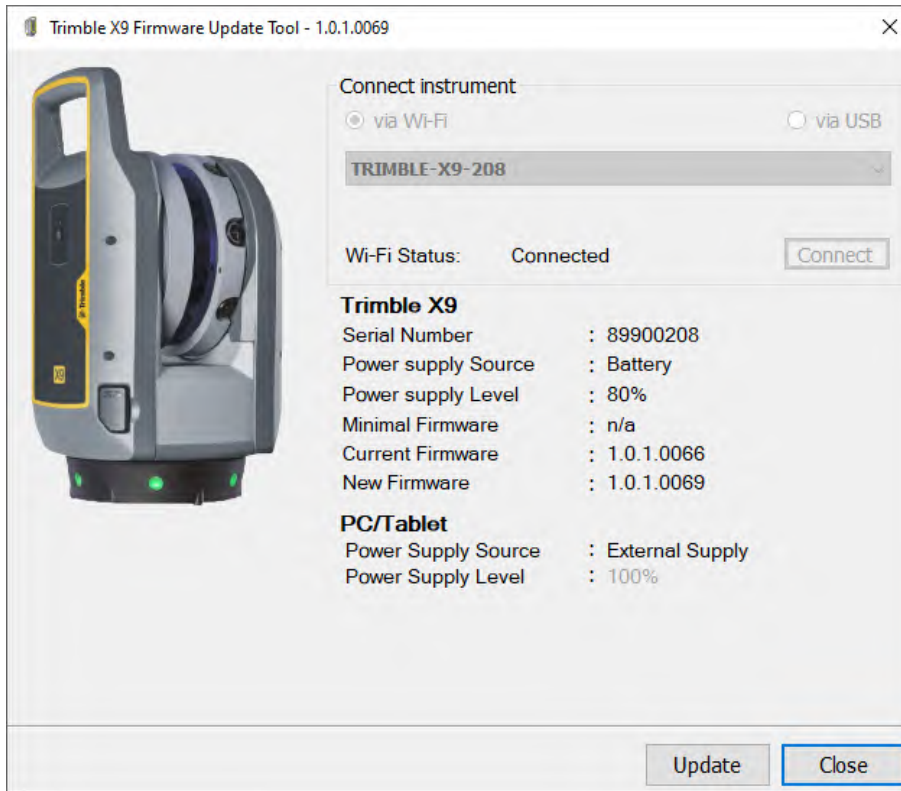 Trimble X9 Firmware Update Tool - 1.0.1.0069
Connect instrument
via Wi-Fi via USB
TRIMBLE-X9-208
Wi-Fi Status: Connected Connect
Trimble X9
Serial Number : 89900208
Power supply Source : Battery
Power supply Level : 80%
Minimal Firmware : n/a
Current Firmware : 1.0.1.0066
New Firmware : 1.0.1.0069
PC/Tablet
Power Supply Source : External Supply
Power Supply Level : 100%
Trimble
X9
Update Close